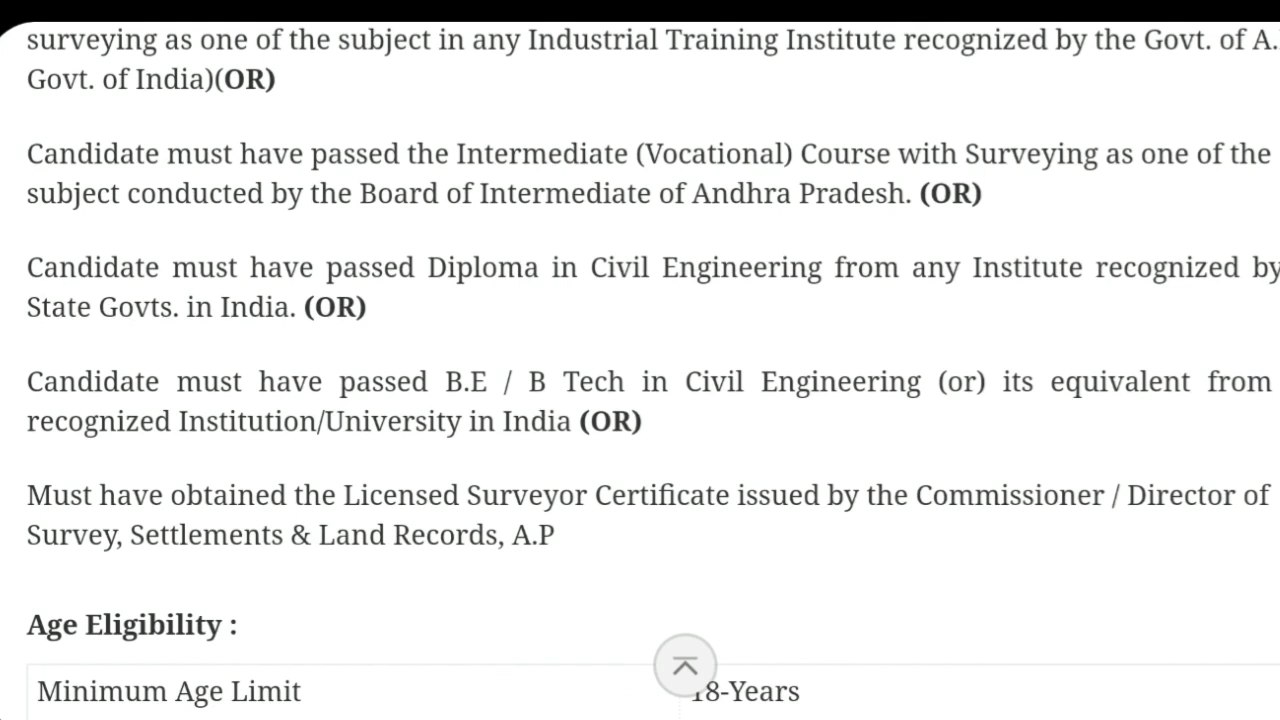 surveying as one of the subject in any Industrial Training Institute recognized by the Govt. of A.
Govt. of India)(OR)
Candidate must have passed the Intermediate (Vocational) Course with Surveying as one of the
subject conducted by the Board of Intermediate of Andhra Pradesh. (OR)
Candidate must have passed Diploma in Civil Engineering from any Institute recognized by
State Govts. in India. (OR)
Candidate must have passed B.E / B Tech in Civil Engineering (or) its equivalent from
recognized Institution/University in India (OR)
Must have obtained the Licensed Surveyor Certificate issued by the Commissioner / Director of
Survey, Settlements & Land Records, A.P
Age Eligibility :
Minimum Age Limit 18-Years